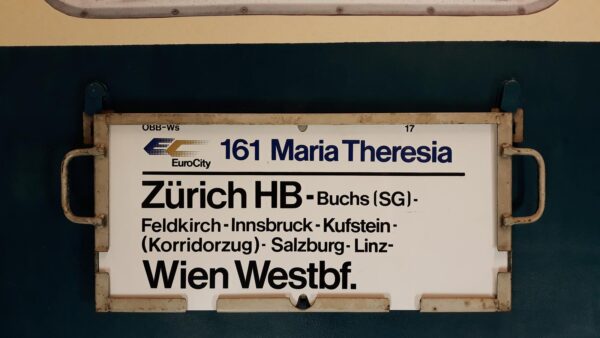 ÖBB-Ws 17
EC EuroCity 161 Maria Theresia
Zürich HB - Buchs (SG) -
Feldkirch - Innsbruck - Kufstein -
(Korridorzug) - Salzburg - Linz -
Wien Westbf.